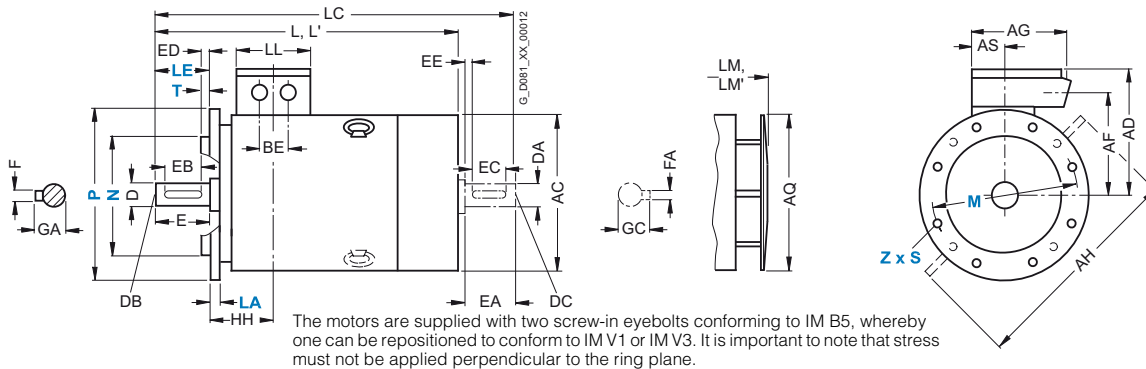 LC
L, L'
ED
LL
EE
LE
T
G_D081_XX_00012
LM,
LM'
AG
AS
AD
AF
F
GA
P
N
D
EB
E
BE
EC
DA
AC
FA
GC
AQ
M
Z x S
AH
DB
LA
HH
EA
DC
The motors are supplied with two screw-in eyebolts conforming to IM B5, whereby
one can be repositioned to conform to IM V1 or IM V3. It is important to note that stress
must not be applied perpendicular to the ring plane.